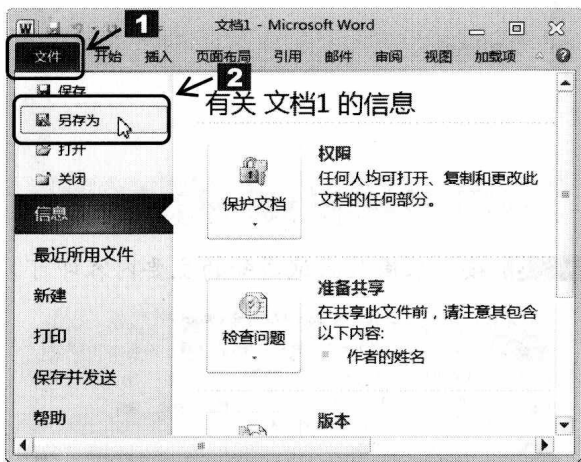 文档1 - Microsoft Word
1
文件 开始 插入 页面布局 引用 邮件 审阅 视图 加载项
2
保存
另存为
打开
关闭
信息
最近所用文件
新建
打印
保存并发送
帮助
有关 文档1 的信息
保护文档
权限
任何人均可打开、复制和更改此
文档的任何部分。
检查问题
准备共享
在共享此文件前，请注意其包含
以下内容:
作者的姓名
版本